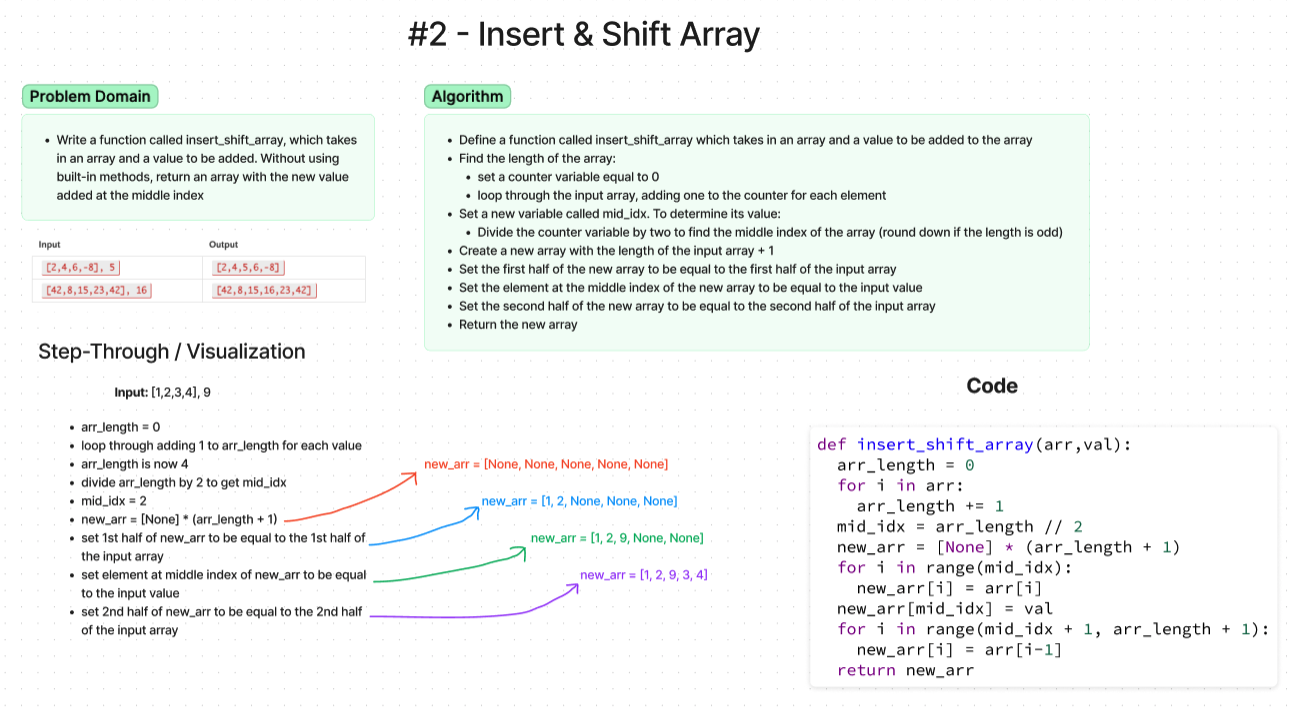 #2 - Insert & Shift Array
Problem Domain
• Write a function called insert_shift_array, which takes
in an array and a value to be added. Without using
built-in methods, return an array with the new value
added at the middle index
Input Output
[2,4,6,-8], 5 [2,4,5,6,-8]
[42,8,15,23,42], 16 [42,8,15,16,23,42]
Algorithm
• Define a function called insert_shift_array which takes in an array and a value to be added to the array
• Find the length of the array:
• set a counter variable equal to 0
• loop through the input array, adding one to the counter for each element
• Set a new variable called mid_idx. To determine its value:
• Divide the counter variable by two to find the middle index of the array (round down if the length is odd)
• Create a new array with the length of the input array + 1
• Set the first half of the new array to be equal to the first half of the input array
• Set the element at the middle index of the new array to be equal to the input value
• Set the second half of the new array to be equal to the second half of the input array
• Return the new array
Step-Through / Visualization
Input: [1,2,3,4], 9
• arr_length = 0
• loop through adding 1 to arr_length for each value
• arr_length is now 4
• divide arr_length by 2 to get mid_idx
• mid_idx = 2
• new_arr = [None] * (arr_length + 1)
• set 1st half of new_arr to be equal to the 1st half of
the input array
• set element at middle index of new_arr to be equal
to the input value
• set 2nd half of new_arr to be equal to the 2nd half
of the input array
new_arr = [None, None, None, None, None]
new_arr = [1, 2, None, None, None]
new_arr = [1, 2, 9, None, None]
new_arr = [1, 2, 9, 3, 4]
Code
def insert_shift_array(arr,val):
  arr_length = 0
  for i in arr:
    arr_length += 1
  mid_idx = arr_length // 2
  new_arr = [None] * (arr_length + 1)
  for i in range(mid_idx):
    new_arr[i] = arr[i]
  new_arr[mid_idx] = val
  for i in range(mid_idx + 1, arr_length + 1):
    new_arr[i] = arr[i-1]
  return new_arr